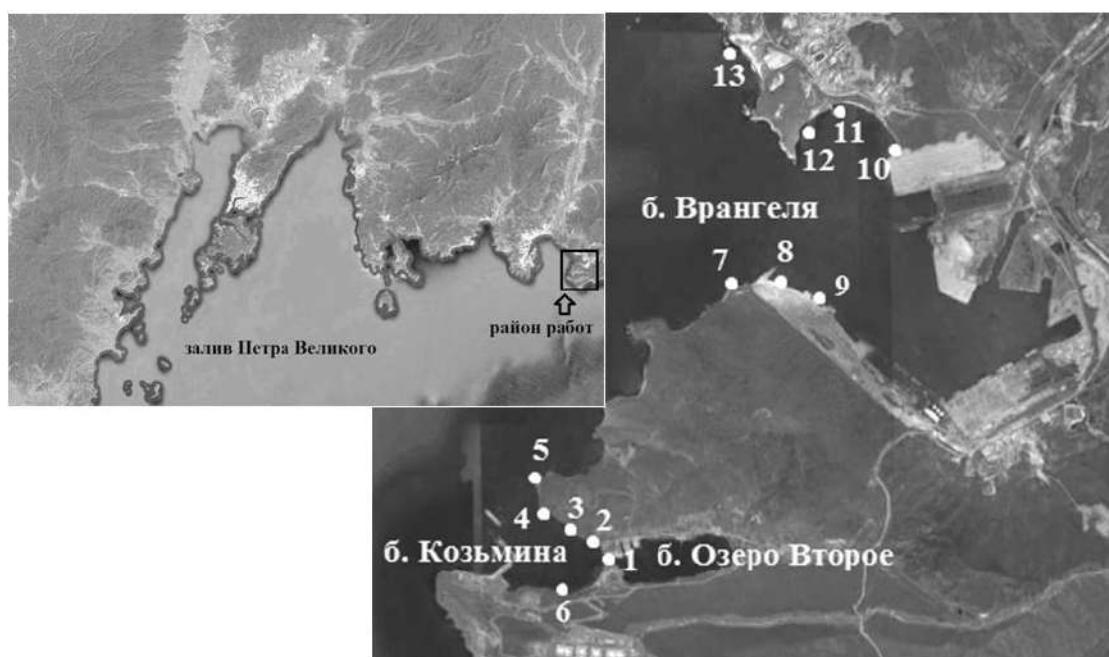 район работ
залив Петра Великого
13
11
12
10
б. Врангеля
7
8
9
5
4
3
2
б. Козьмина
1
б. Озеро Второе
6